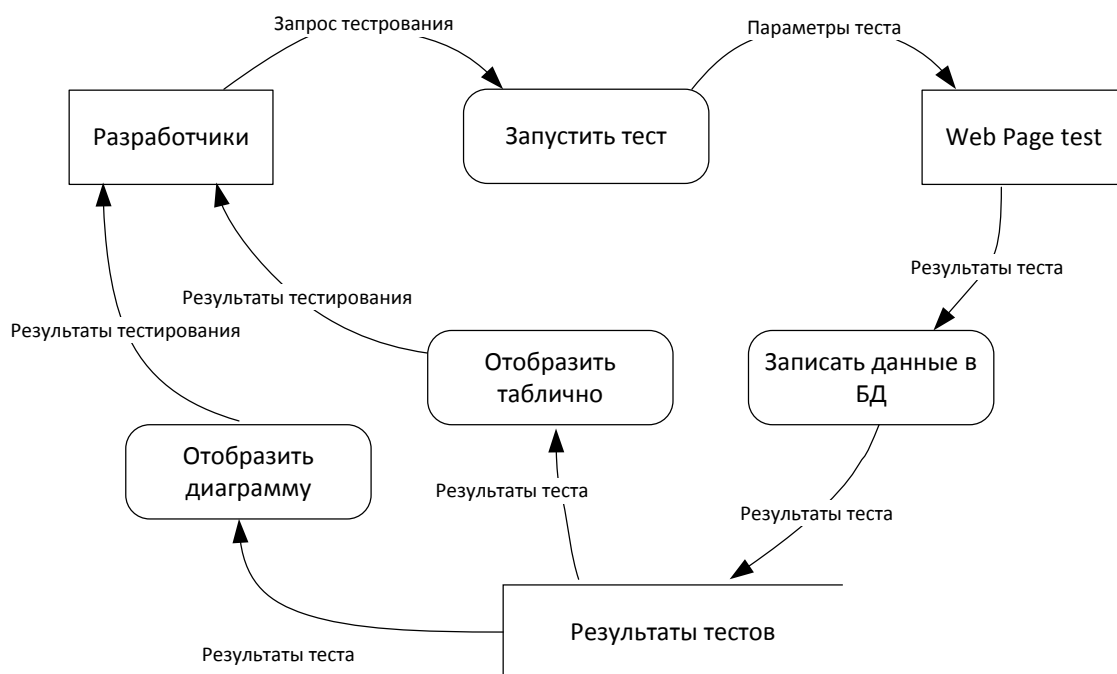 Запрос тестрования
Параметры теста
Разработчики
Запустить тест
Web Page test
Результаты теста
Результаты тестирования
Результаты тестирования
Отобразить
таблично
Записать данные в
БД
Отобразить
диаграмму
Результаты теста
Результаты теста
Результаты тестов
Результаты теста